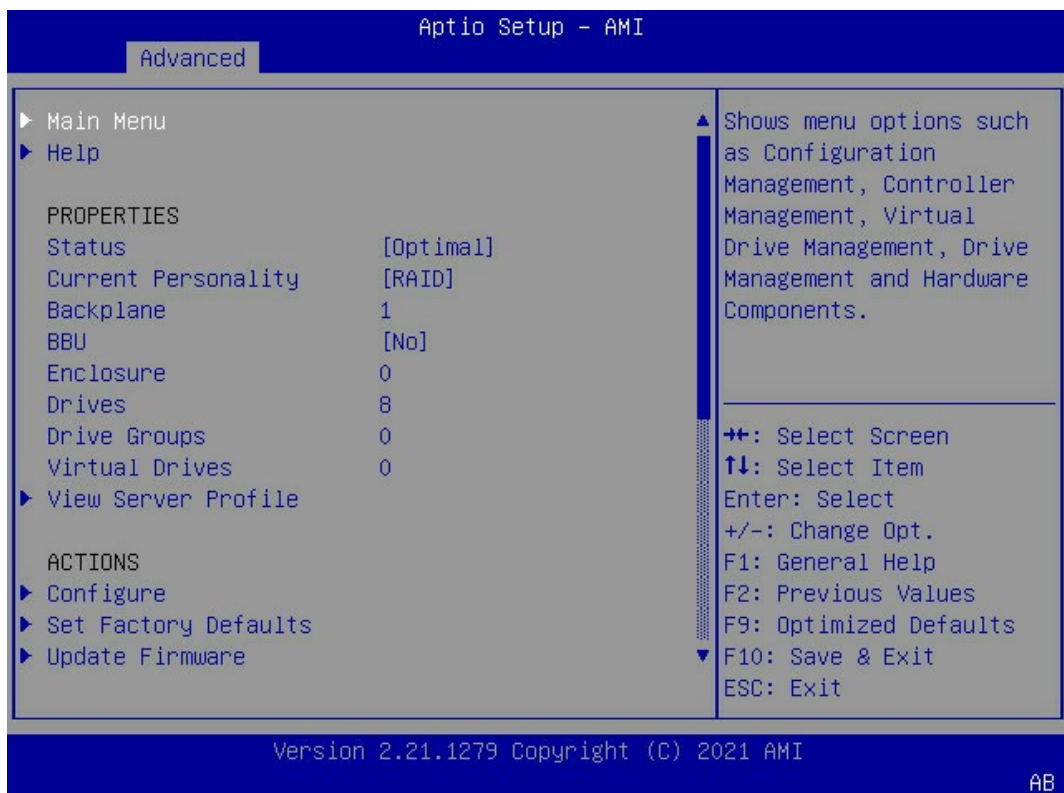 Aptio Setup – AMI
Advanced
Main Menu
Help
PROPERTIES
Status [Optimal]
Current Personality [RAID]
Backplane 1
BBU [No]
Enclosure 0
Drives 8
Drive Groups 0
Virtual Drives 0
View Server Profile
ACTIONS
Configure
Set Factory Defaults
Update Firmware
Shows menu options such
as Configuration
Management, Controller
Management, Virtual
Drive Management, Drive
Management and Hardware
Components.
→←: Select Screen
↑↓: Select Item
Enter: Select
+/-: Change Opt.
F1: General Help
F2: Previous Values
F9: Optimized Defaults
F10: Save & Exit
ESC: Exit
Version 2.21.1279 Copyright (C) 2021 AMI
AB